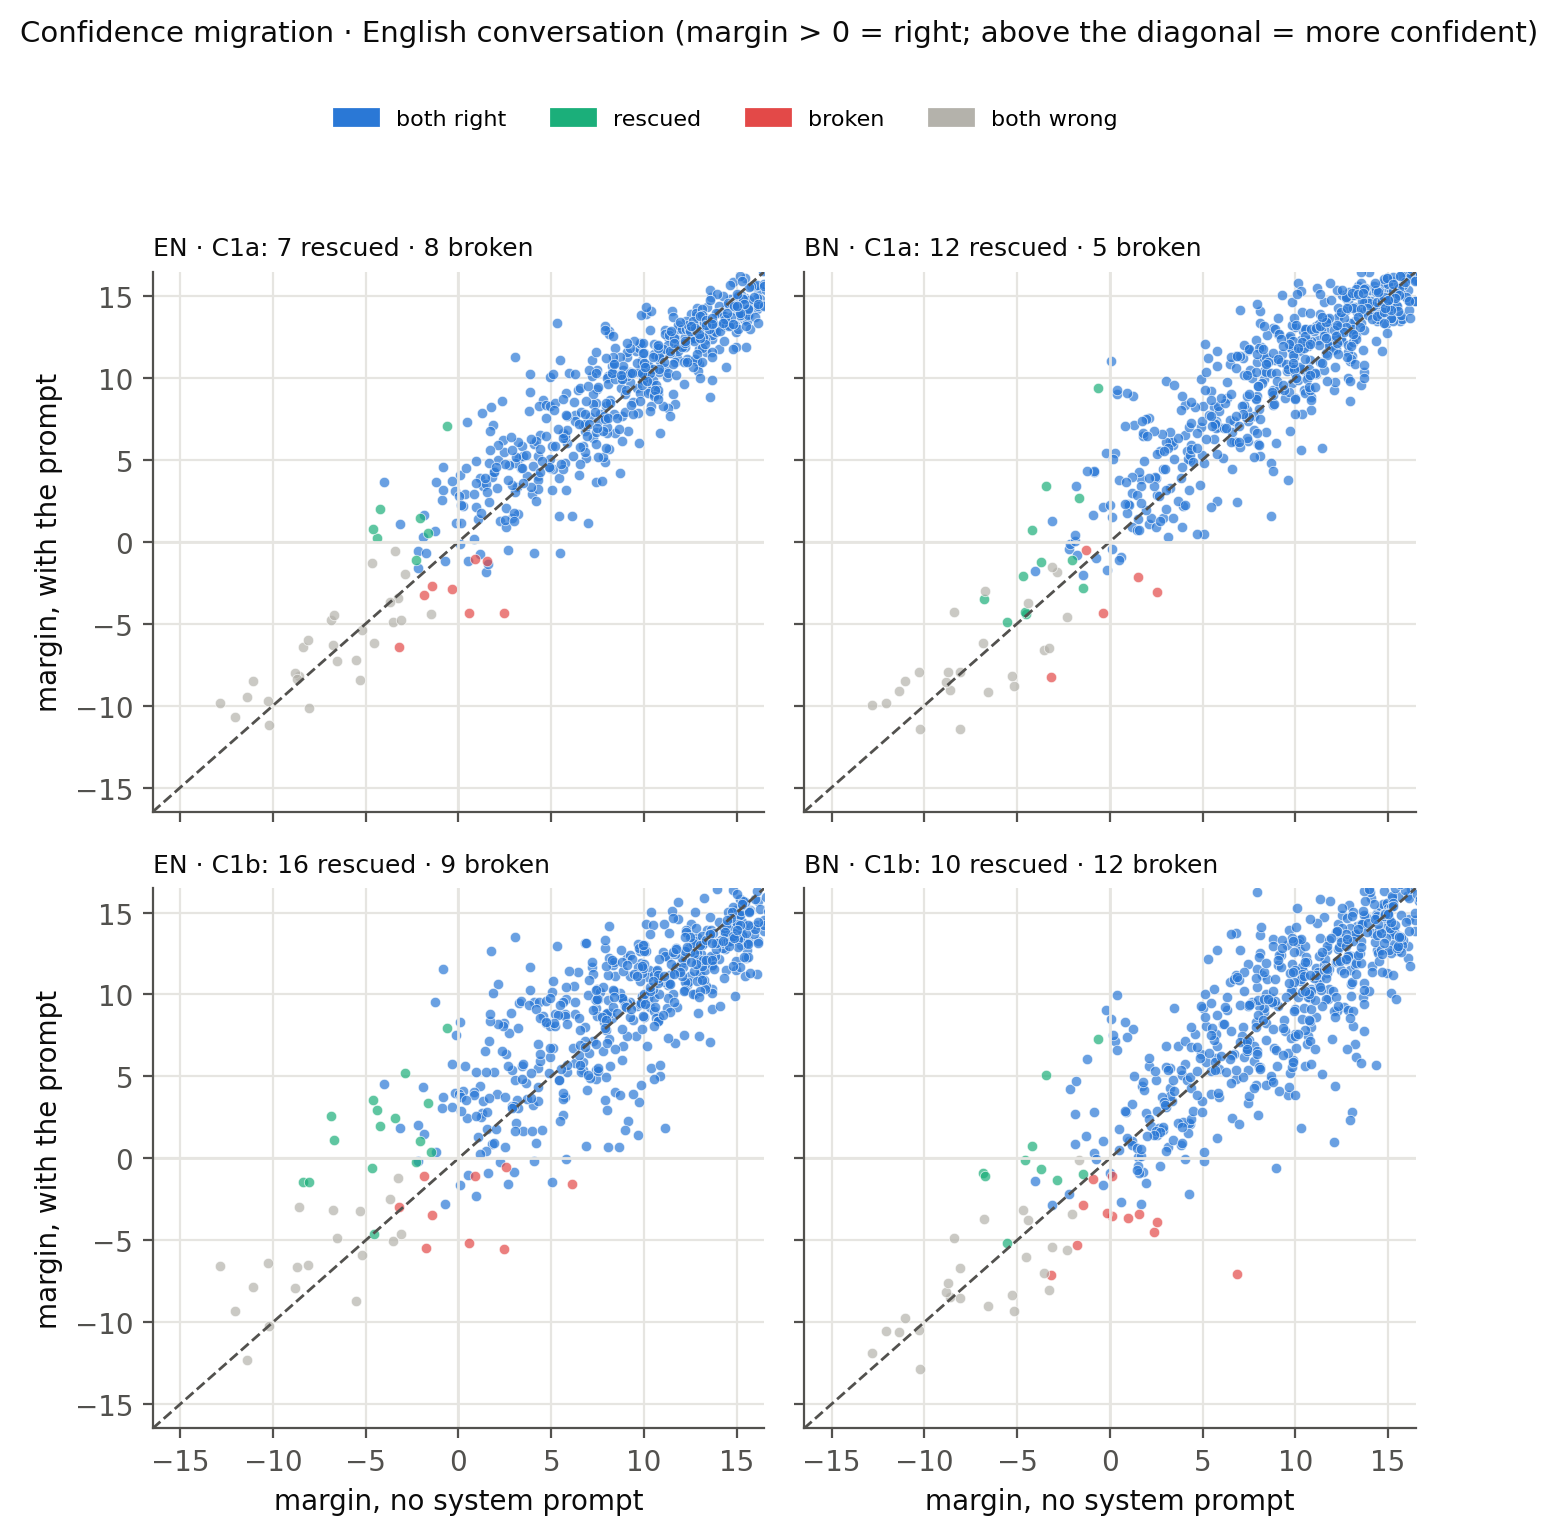 Confidence migration · English conversation (margin > 0 = right; above the diagonal = more confident)
both right
rescued
broken
both wrong
EN · C1a: 7 rescued · 8 broken
BN · C1a: 12 rescued · 5 broken
15
10
5
0
−5
−10
−15
margin, with the prompt
EN · C1b: 16 rescued · 9 broken
BN · C1b: 10 rescued · 12 broken
15
10
5
0
−5
−10
−15
margin, with the prompt
−15 −10 −5 0 5 10 15
−15 −10 −5 0 5 10 15
margin, no system prompt
margin, no system prompt